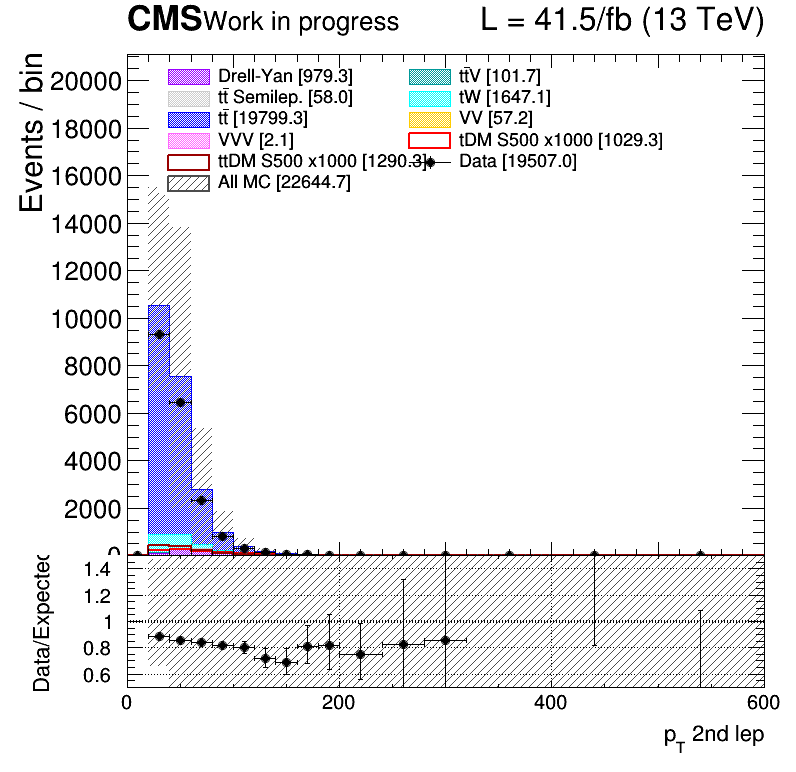 CMS Work in progress L = 41.5/fb (13 TeV)
Events / bin
20000
18000
16000
14000
12000
10000
8000
6000
4000
2000
0
Drell-Yan [979.3]
tt̄V [101.7]
tt̄ Semilep. [58.0]
tW [1647.1]
tt̄ [19799.3]
VV [57.2]
VVV [2.1]
tDM S500 x1000 [1029.3]
ttDM S500 x1000 [1290.3]
Data [19507.0]
All MC [22644.7]
Data/Expected
1.4
1.2
1
0.8
0.6
0 200 400 600
p_T 2nd lep